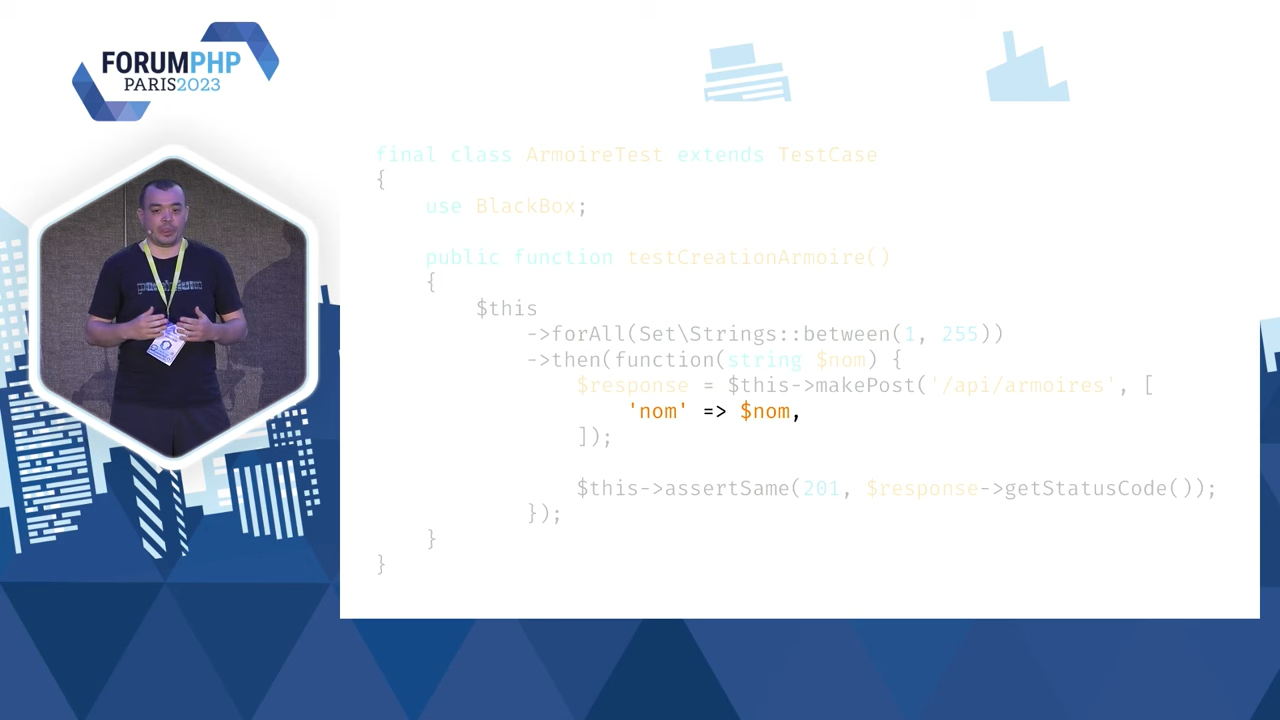 FORUMPHP
PARIS2023
final class ArmoireTest extends TestCase
{
    use BlackBox;

    public function testCreationArmoire()
    {
        $this
            ->forAll(Set\Strings::between(1, 255))
            ->then(function(string $nom) {
                $response = $this->makePost('/api/armoires', [
                    'nom' => $nom,
                ]);

                $this->assertSame(201, $response->getStatusCode());
            });
    }
}